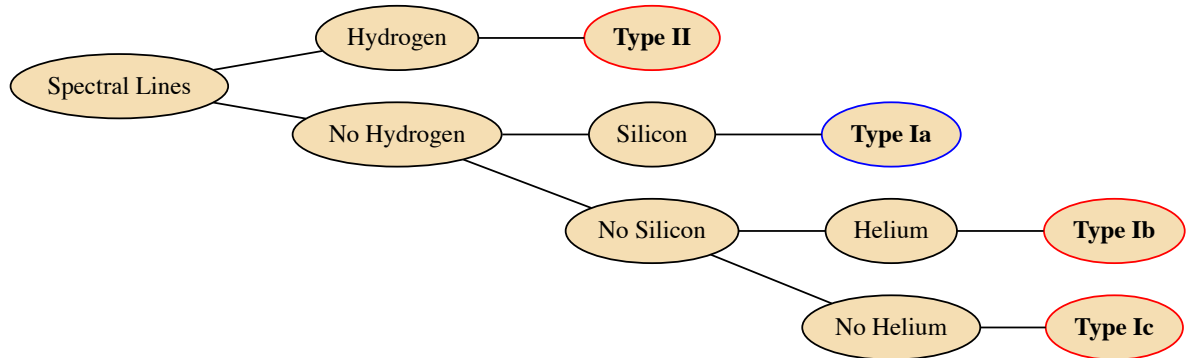 Hydrogen
Type II
Spectral Lines
No Hydrogen
Silicon
Type Ia
No Silicon
Helium
Type Ib
No Helium
Type Ic